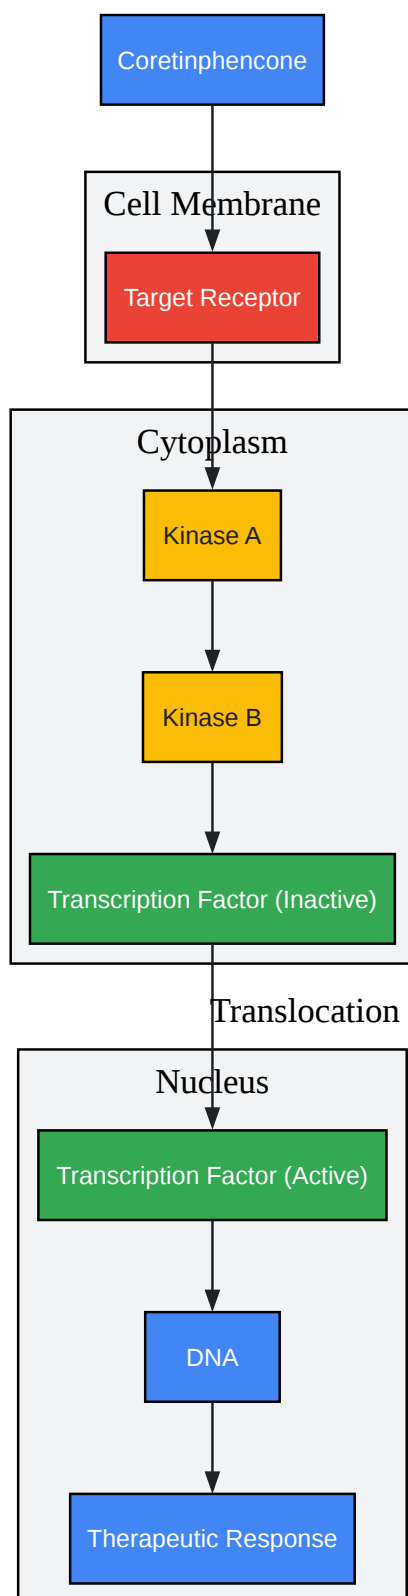 Coretinphencone
Cell Membrane
Target Receptor
Cytoplasm
Kinase A
Kinase B
Transcription Factor (Inactive)
Translocation
Nucleus
Transcription Factor (Active)
DNA
Therapeutic Response